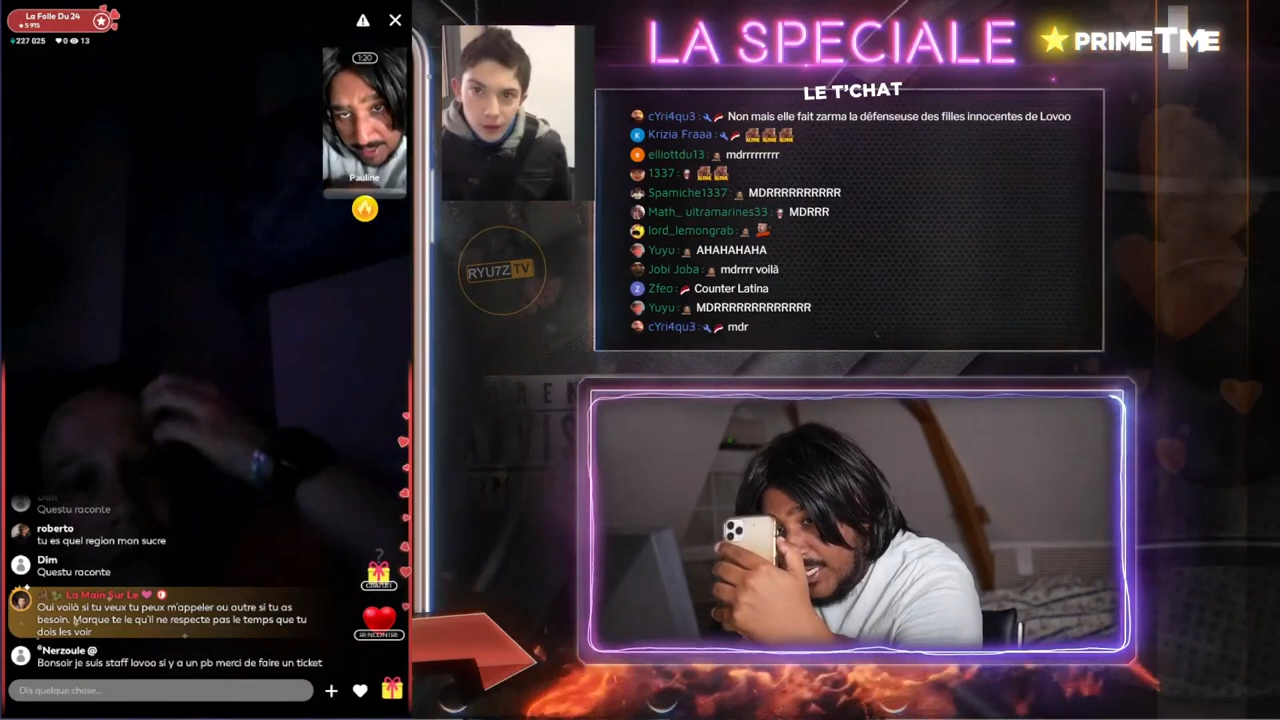 La Folle Du 24
5 915
227 025 0 13
1:20
Pauline
Dim
Questu raconte
roberto
tu es quel region mon sucre
Dim
Questu raconte
La Main Sur Le
Oui voilà si tu veux tu peux m'appeler ou autre si tu as
besoin. Marque te le qu'il ne respecte pas le temps que tu
dois les voir
*Nerzoule @
Bonsoir je suis staff lovoo si y a un pb merci de faire un ticket
Dis quelque chose...
RENCONTRE
RYU7Z TV
LA SPECIALE
PRIMETIME
LE T'CHAT
cYri4qu3 : Non mais elle fait zarma la défenseuse des filles innocentes de Lovoo
Krizia Fraaa :
elliottdu13 : mdrrrrrrrr
1337 :
Spamiche1337 : MDRRRRRRRRRR
Math_ ultramarines33 : MDRRR
lord_lemongrab :
Yuyu : AHAHAHAHA
Jobi Joba : mdrrrr voilà
Zfeo : Counter Latina
Yuyu : MDRRRRRRRRRRRRR
cYri4qu3 : mdr